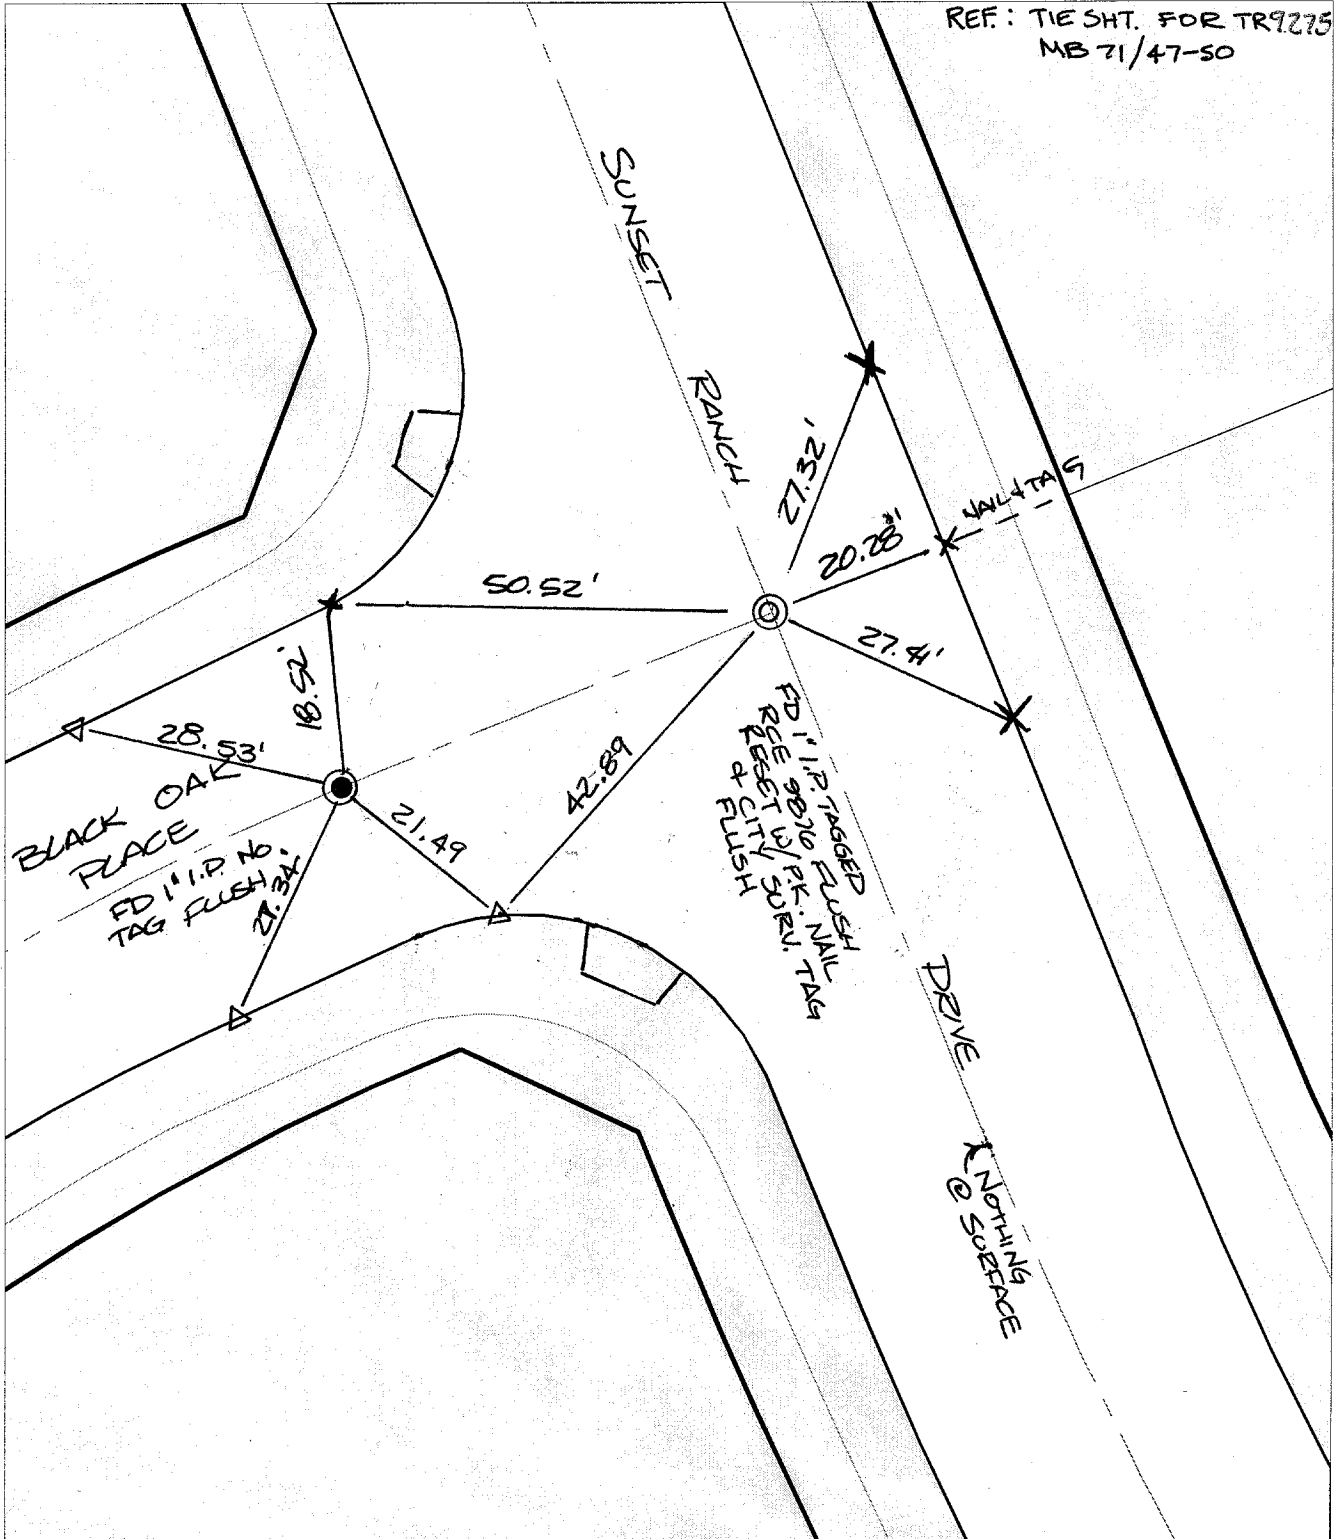 REF.: TIE SHT. FOR TR9275
MB 71/47-50
SUNSET
RANCH
DRIVE
27.32'
20.28'
NAIL & TAG
27.41'
50.52'
18.52'
28.53'
BLACK OAK
PLACE
FD 1" I.P. NO.
TAG FLUSH
21.49
42.89
FD 1" I.P. TAGGED
RCE 9876 FLUSH
RESET W/ P.K. NAIL
& CITY SURV. TAG
FLUSH
NOTHING
@ SURFACE